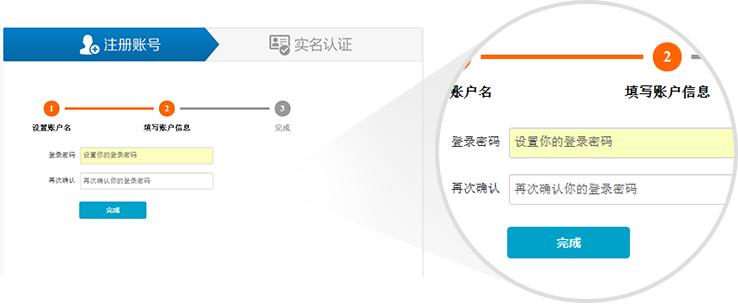 注册账号 实名认证
1 2 3
设置账户名 填写账户信息 完成
登录密码 设置你的登录密码
再次确认 再次确认你的登录密码
完成
2
账户名 填写账户信息
登录密码 设置你的登录密码
再次确认 再次确认你的登录密码
完成